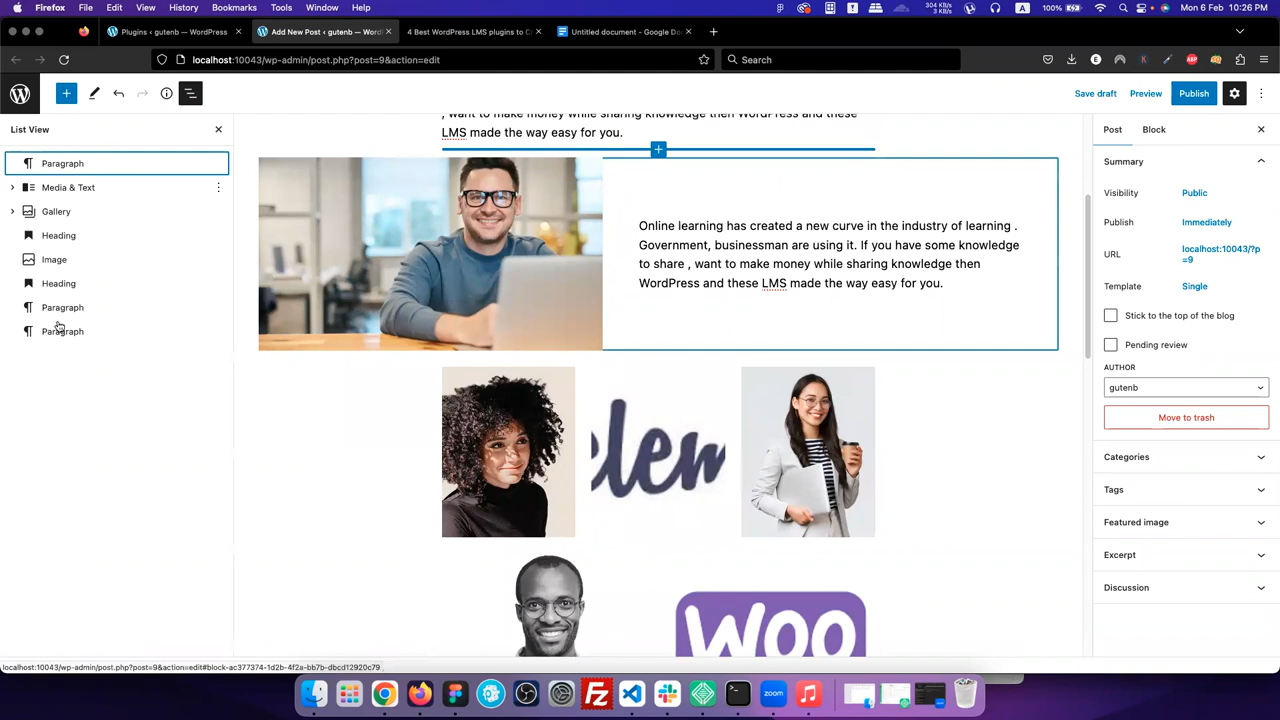 Firefox File Edit View History Bookmarks Tools Window Help
304 KB/s
3 KB/s
A 100% Mon 6 Feb 10:26 PM
Plugins ‹ gutenb — WordPress
Add New Post ‹ gutenb — Word
4 Best WordPress LMS plugins to C
Untitled document - Google Do
localhost:10043/wp-admin/post.php?post=9&action=edit
Search
Save draft
Preview
Publish
List View
Paragraph
Media & Text
Gallery
Heading
Image
Heading
Paragraph
Paragraph
, want to make money while sharing knowledge then WordPress and these
LMS made the way easy for you.
Online learning has created a new curve in the industry of learning .
Government, businessman are using it. If you have some knowledge
to share , want to make money while sharing knowledge then
WordPress and these LMS made the way easy for you.
elem
WOO
Post
Block
Summary
Visibility
Public
Publish
Immediately
URL
localhost:10043/?p
=9
Template
Single
Stick to the top of the blog
Pending review
AUTHOR
gutenb
Move to trash
Categories
Tags
Featured image
Excerpt
Discussion
localhost:10043/wp-admin/post.php?post=9&action=edit#block-ac377374-1d2b-4f2a-bb7b-dbcd12920c79
zoom